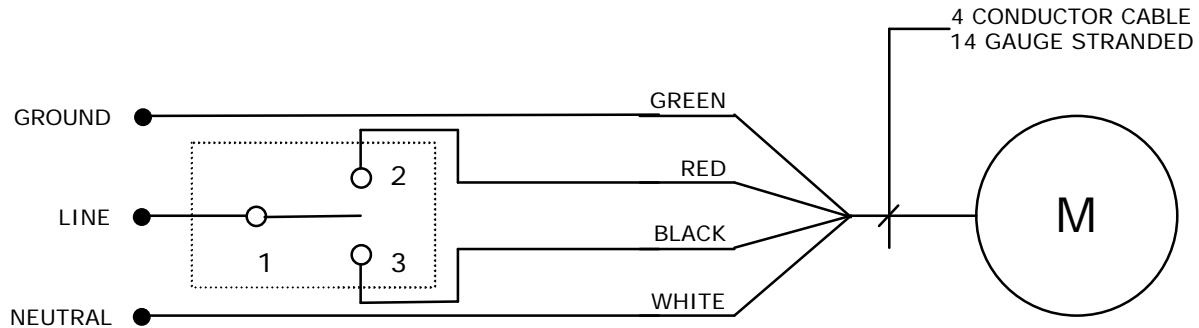 4 CONDUCTOR CABLE
14 GAUGE STRANDED
GROUND
GREEN
2
RED
LINE
M
BLACK
1
3
NEUTRAL
WHITE